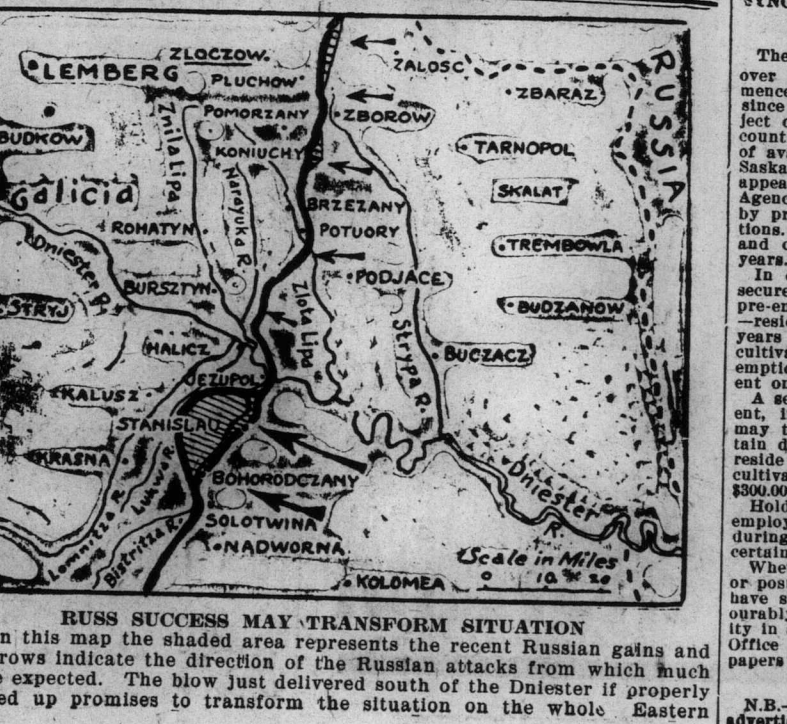 ZLOCZOW.
LEMBERG
PLUCHOW
ZALOSC
ZBARAZ
RUSSIA
POMORZANY
ZBOROW
BUDKOW
Znila Lipa
KONIUCHY
TARNOPOL
Galicia
Narayuka R.
SKALAT
BRZEZANY
ROHATYN
POTUORY
TREMBOWLA
Dniester R.
BURSZTYN
PODJACE
STRYJ
Zlota Lipa
BUDZANOW
HALICZ
Strypa R.
BUCZACZ
JEZUPOL
KALUSZ
STANISLAU
KRASNA
BOHORODCZANY
Dniester
R.
Lukwa R.
SOLOTWINA
Lomnitza R.
Bistritza R.
NADWORNA
Scale in Miles
0 10 20
KOLOMEA
RUSS SUCCESS MAY TRANSFORM SITUATION
n this map the shaded area represents the recent Russian gains and
rows indicate the direction of the Russian attacks from which much
e expected. The blow just delivered south of the Dniester if properly
ed up promises to transform the situation on the whole Eastern
The
over
mence
since
ject o
count
of av
Saska
appea
Agenc
by pr
tions.
and c
years.
In
secure
pre-em
—resi
years
cultiva
emptio
ent or
A se
ent, i
may t
tain d
reside
cultiva
$300.00
Hold
employ
during
certain
Whe
or post
have s
ourabl
ity in
Office
papers
N.B.—
adverti